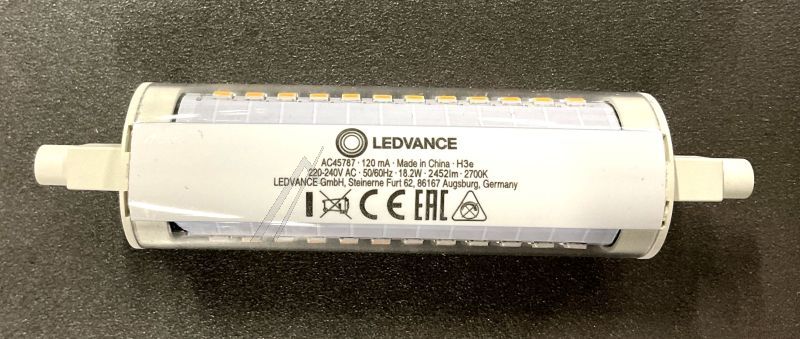 LEDVANCE
AC45787 · 120 mA · Made in China · H3e
220-240V AC · 50/60Hz · 18.2W · 2452lm · 2700K
LEDVANCE GmbH, Steinerne Furt 62, 86167 Augsburg, Germany
CE EAC